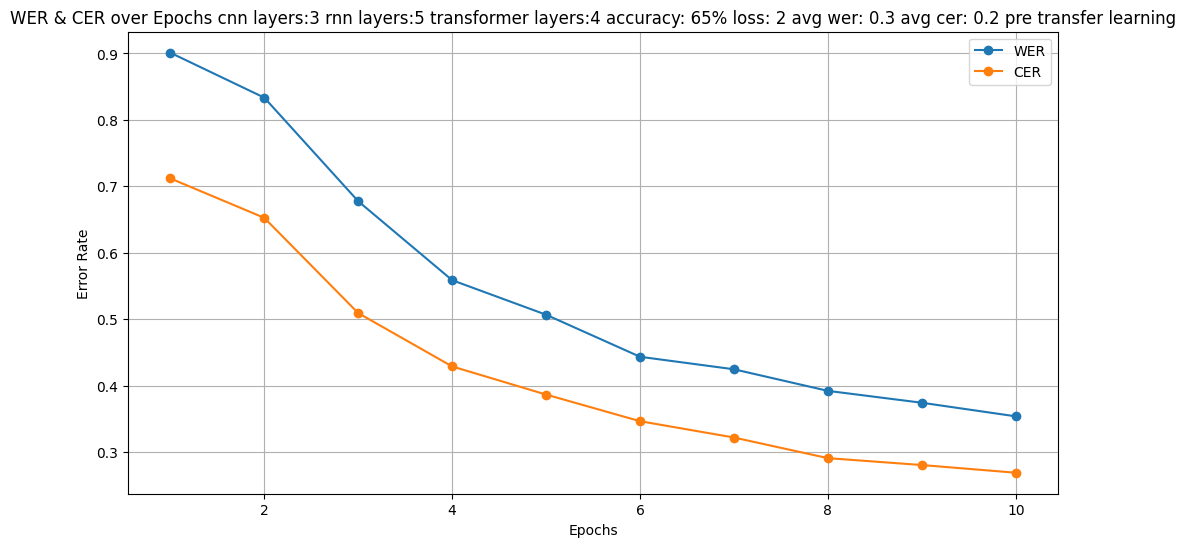 WER & CER over Epochs cnn layers:3 rnn layers:5 transformer layers:4 accuracy: 65% loss: 2 avg wer: 0.3 avg cer: 0.2 pre transfer learning
WER
CER
0.9
0.8
0.7
0.6
0.5
0.4
0.3
Error Rate
2
4
6
8
10
Epochs